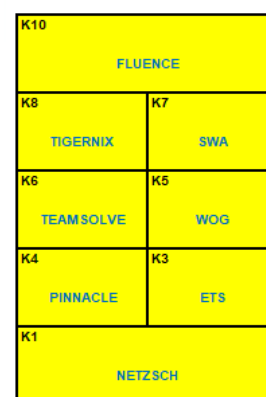 K10
FLUENCE
K8 K7
TIGERNIX SWA
K6 K5
TEAMSOLVE WOG
K4 K3
PINNACLE ETS
K1
NETZSCH